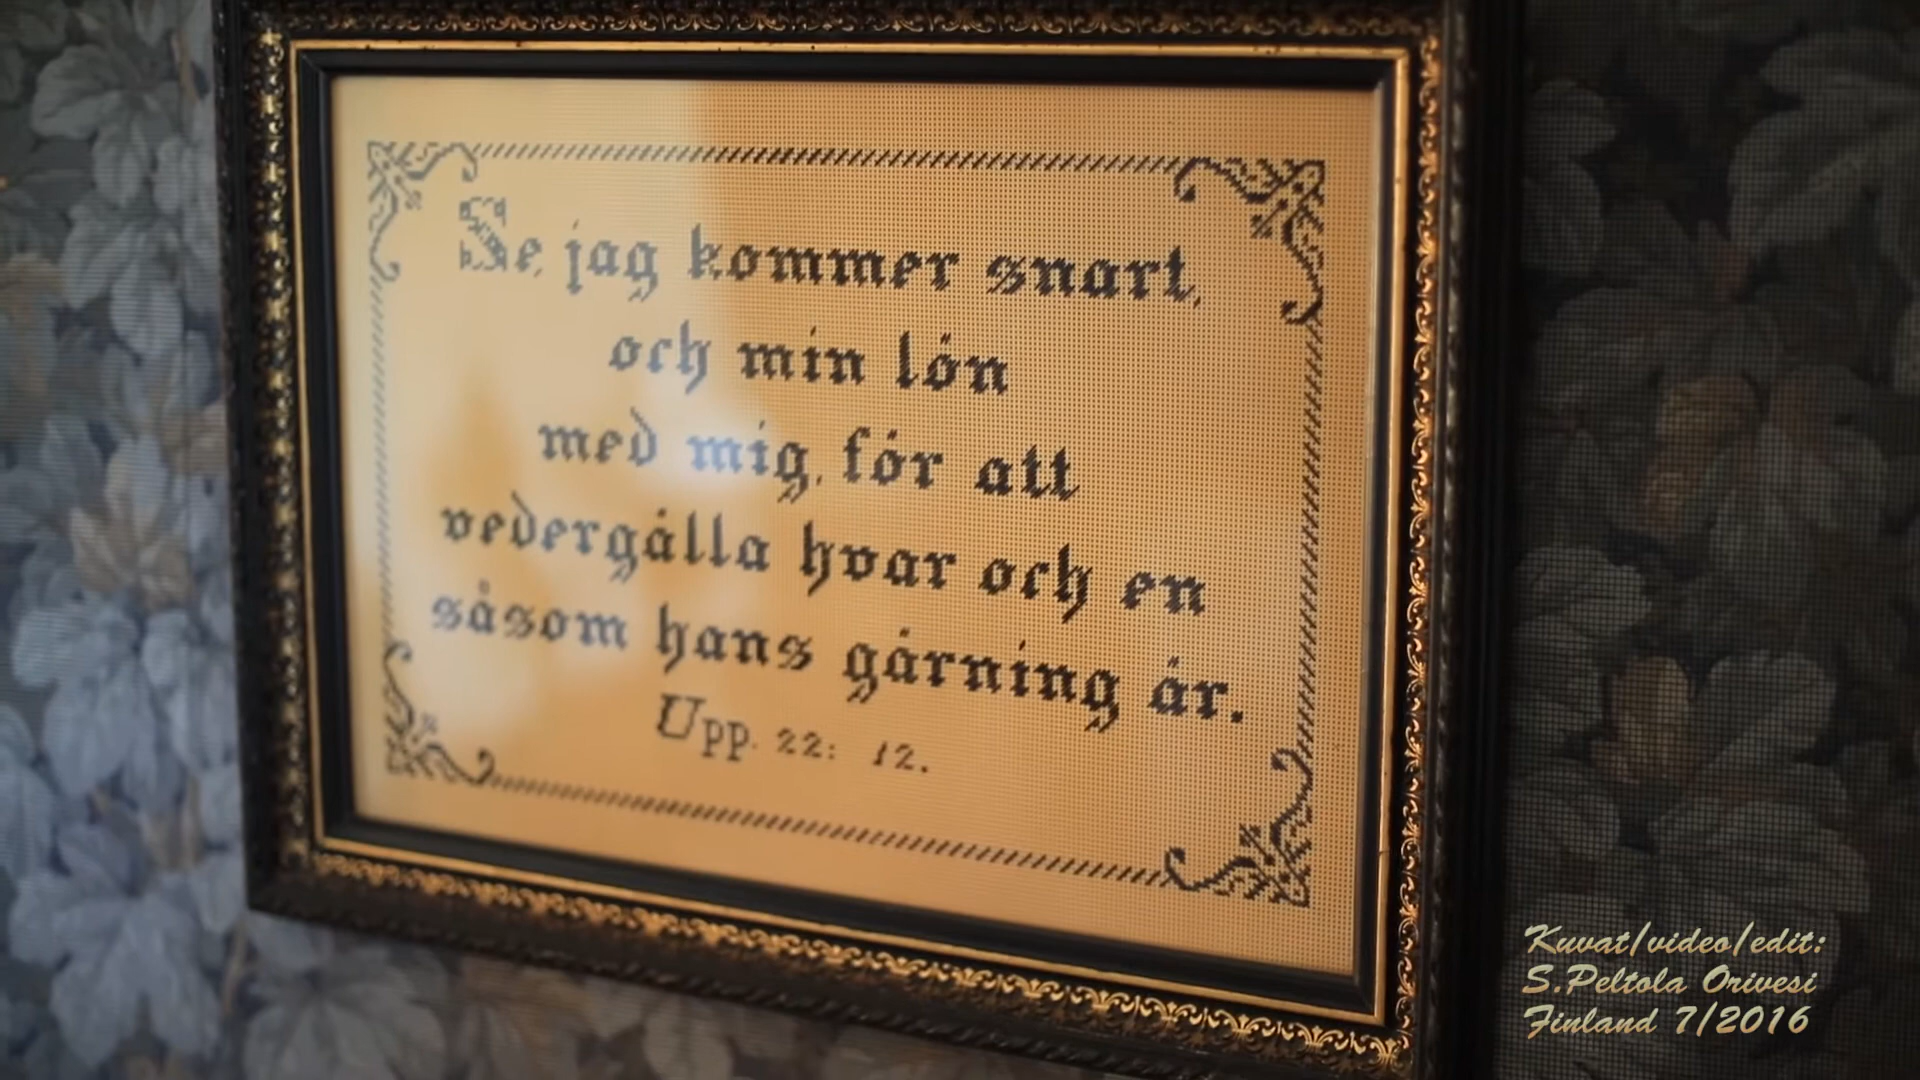 Se, jag kommer snart,
och min lön
med mig, för att
vedergälla hvar och en
såsom hans gärning är.
Upp. 22: 12.
Kuvat/video/edit:
S.Peltola Orivesi
Finland 7/2016